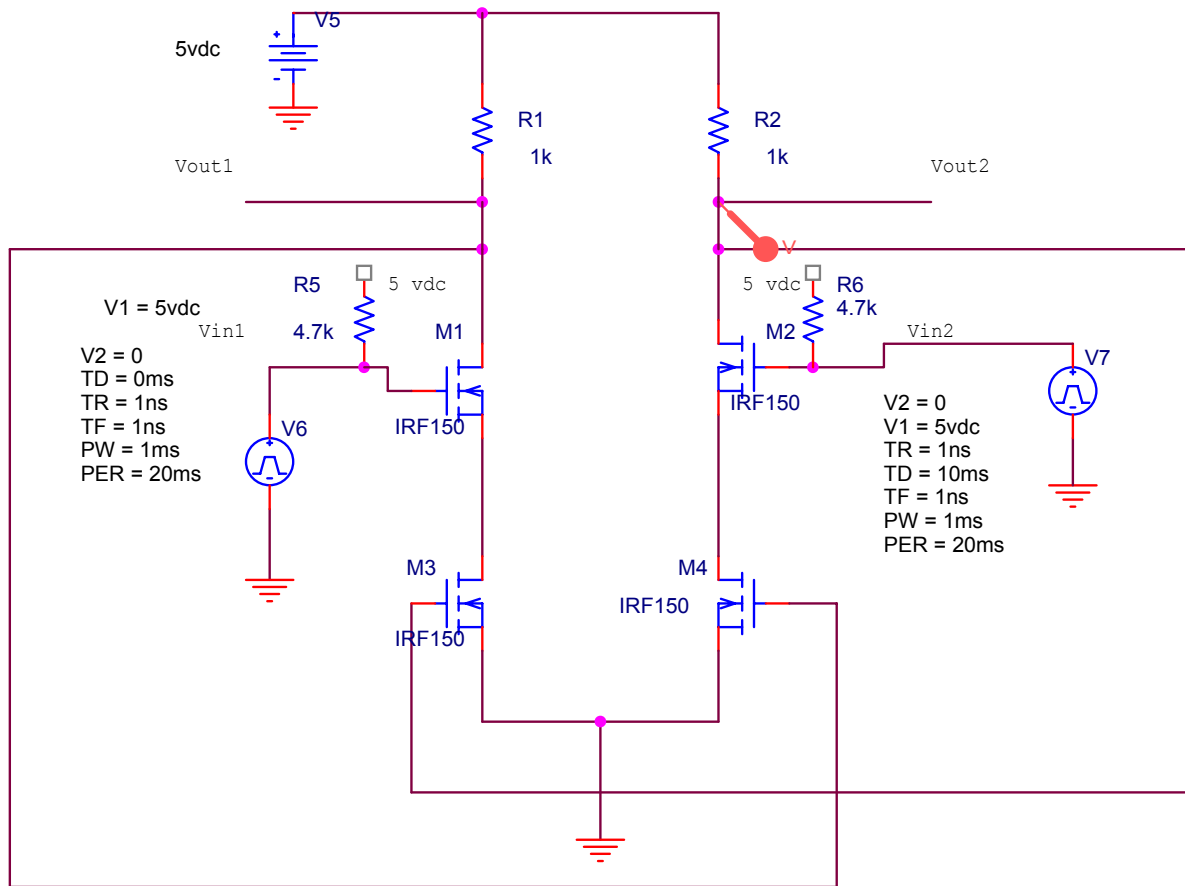 V5
5vdc
R1
1k
R2
1k
Vout1
Vout2
V
R5
4.7k
5 vdc
5 vdc
R6
4.7k
V1 = 5vdc
Vin1
M1
IRF150
M2
IRF150
Vin2
V7
V2 = 0
TD = 0ms
TR = 1ns
TF = 1ns
PW = 1ms
PER = 20ms
V6
V2 = 0
V1 = 5vdc
TR = 1ns
TD = 10ms
TF = 1ns
PW = 1ms
PER = 20ms
M3
IRF150
M4
IRF150